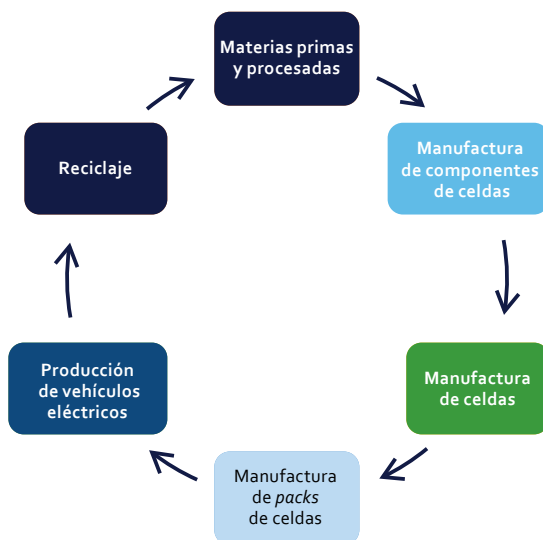 Materias primas
y procesadas
Manufactura
de componentes
de celdas
Manufactura
de celdas
Manufactura
de packs
de celdas
Producción
de vehículos
eléctricos
Reciclaje